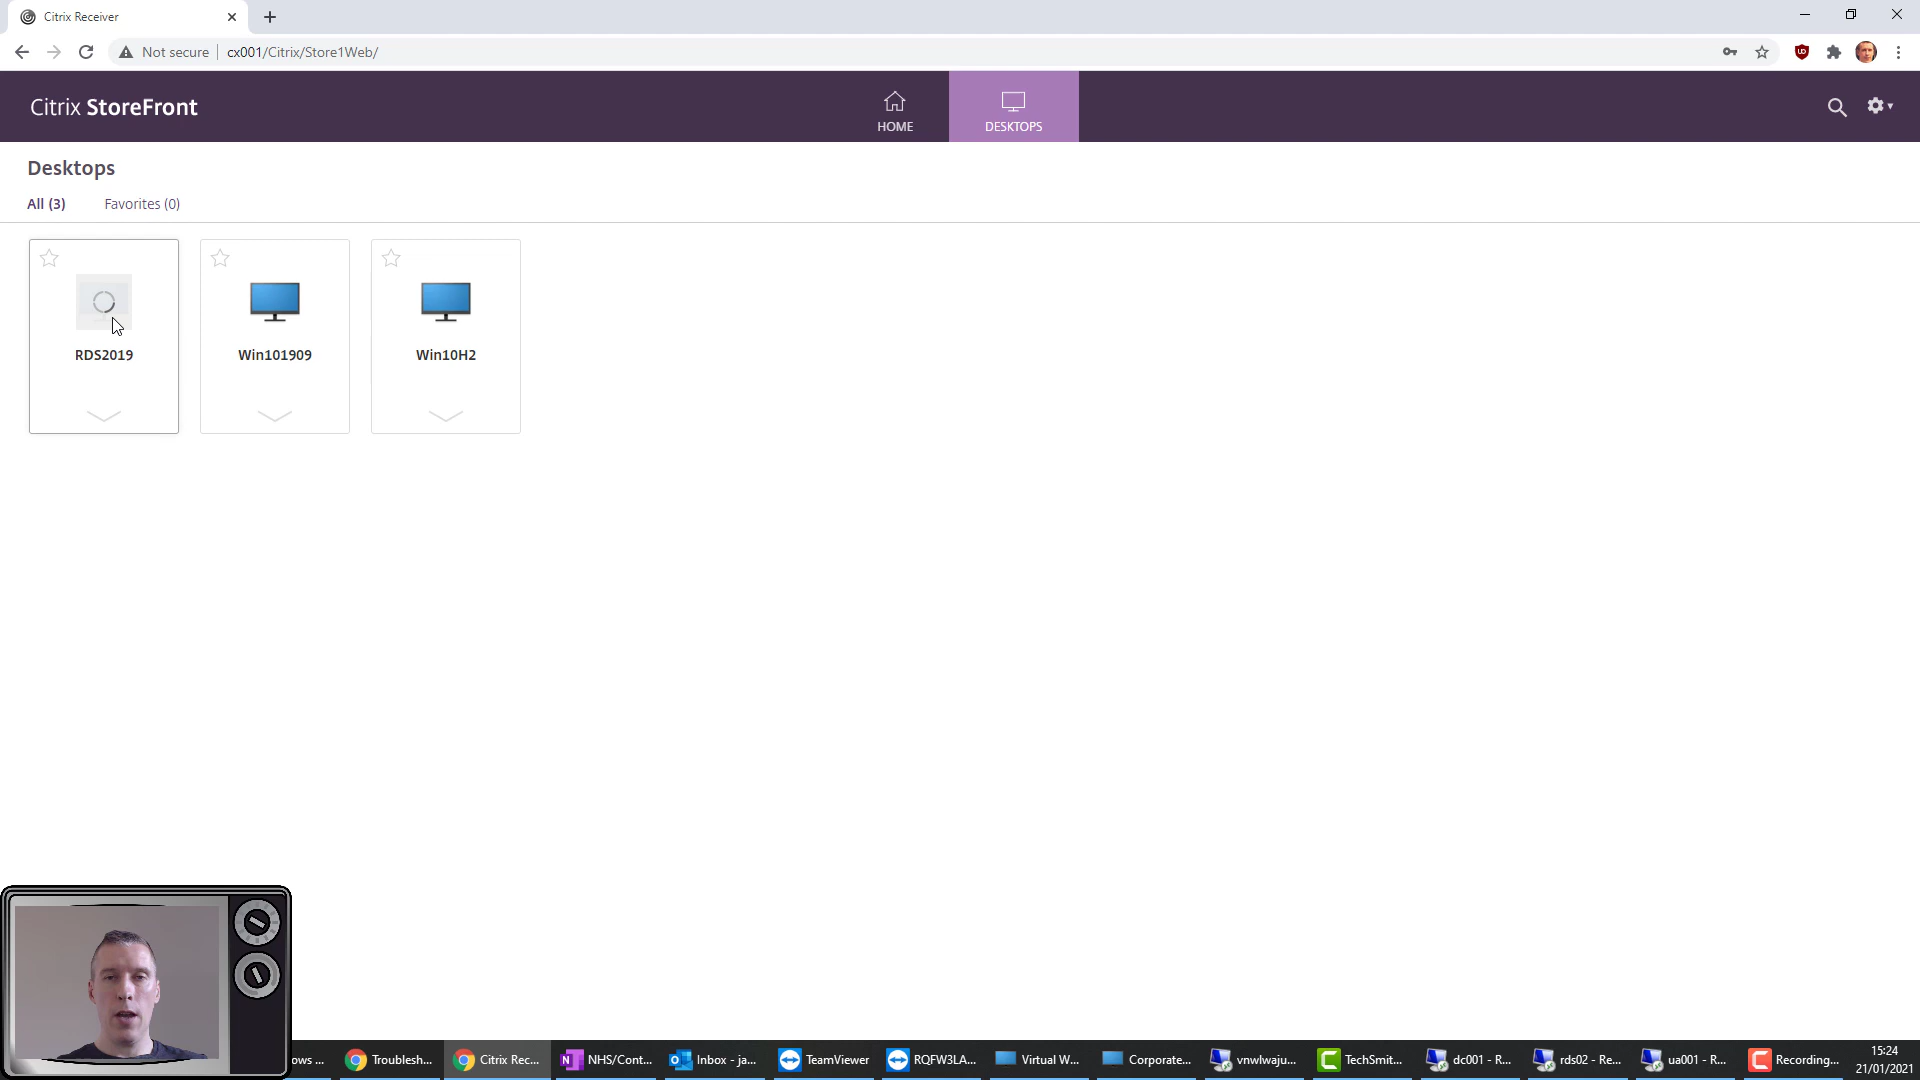 Citrix Receiver
Not secure
cx001/Citrix/Store1Web/
Citrix StoreFront
HOME
DESKTOPS
Desktops
All (3)
Favorites (0)
RDS2019
Win101909
Win10H2
ows ...
Troublesh...
Citrix Rec...
NHS/Cont...
Inbox - ja...
TeamViewer
RQFW3LA...
Virtual W...
Corporate...
vnwlwaju...
TechSmit...
dc001 - R...
rds02 - Re...
ua001 - R...
Recording...
15:24
21/01/2021